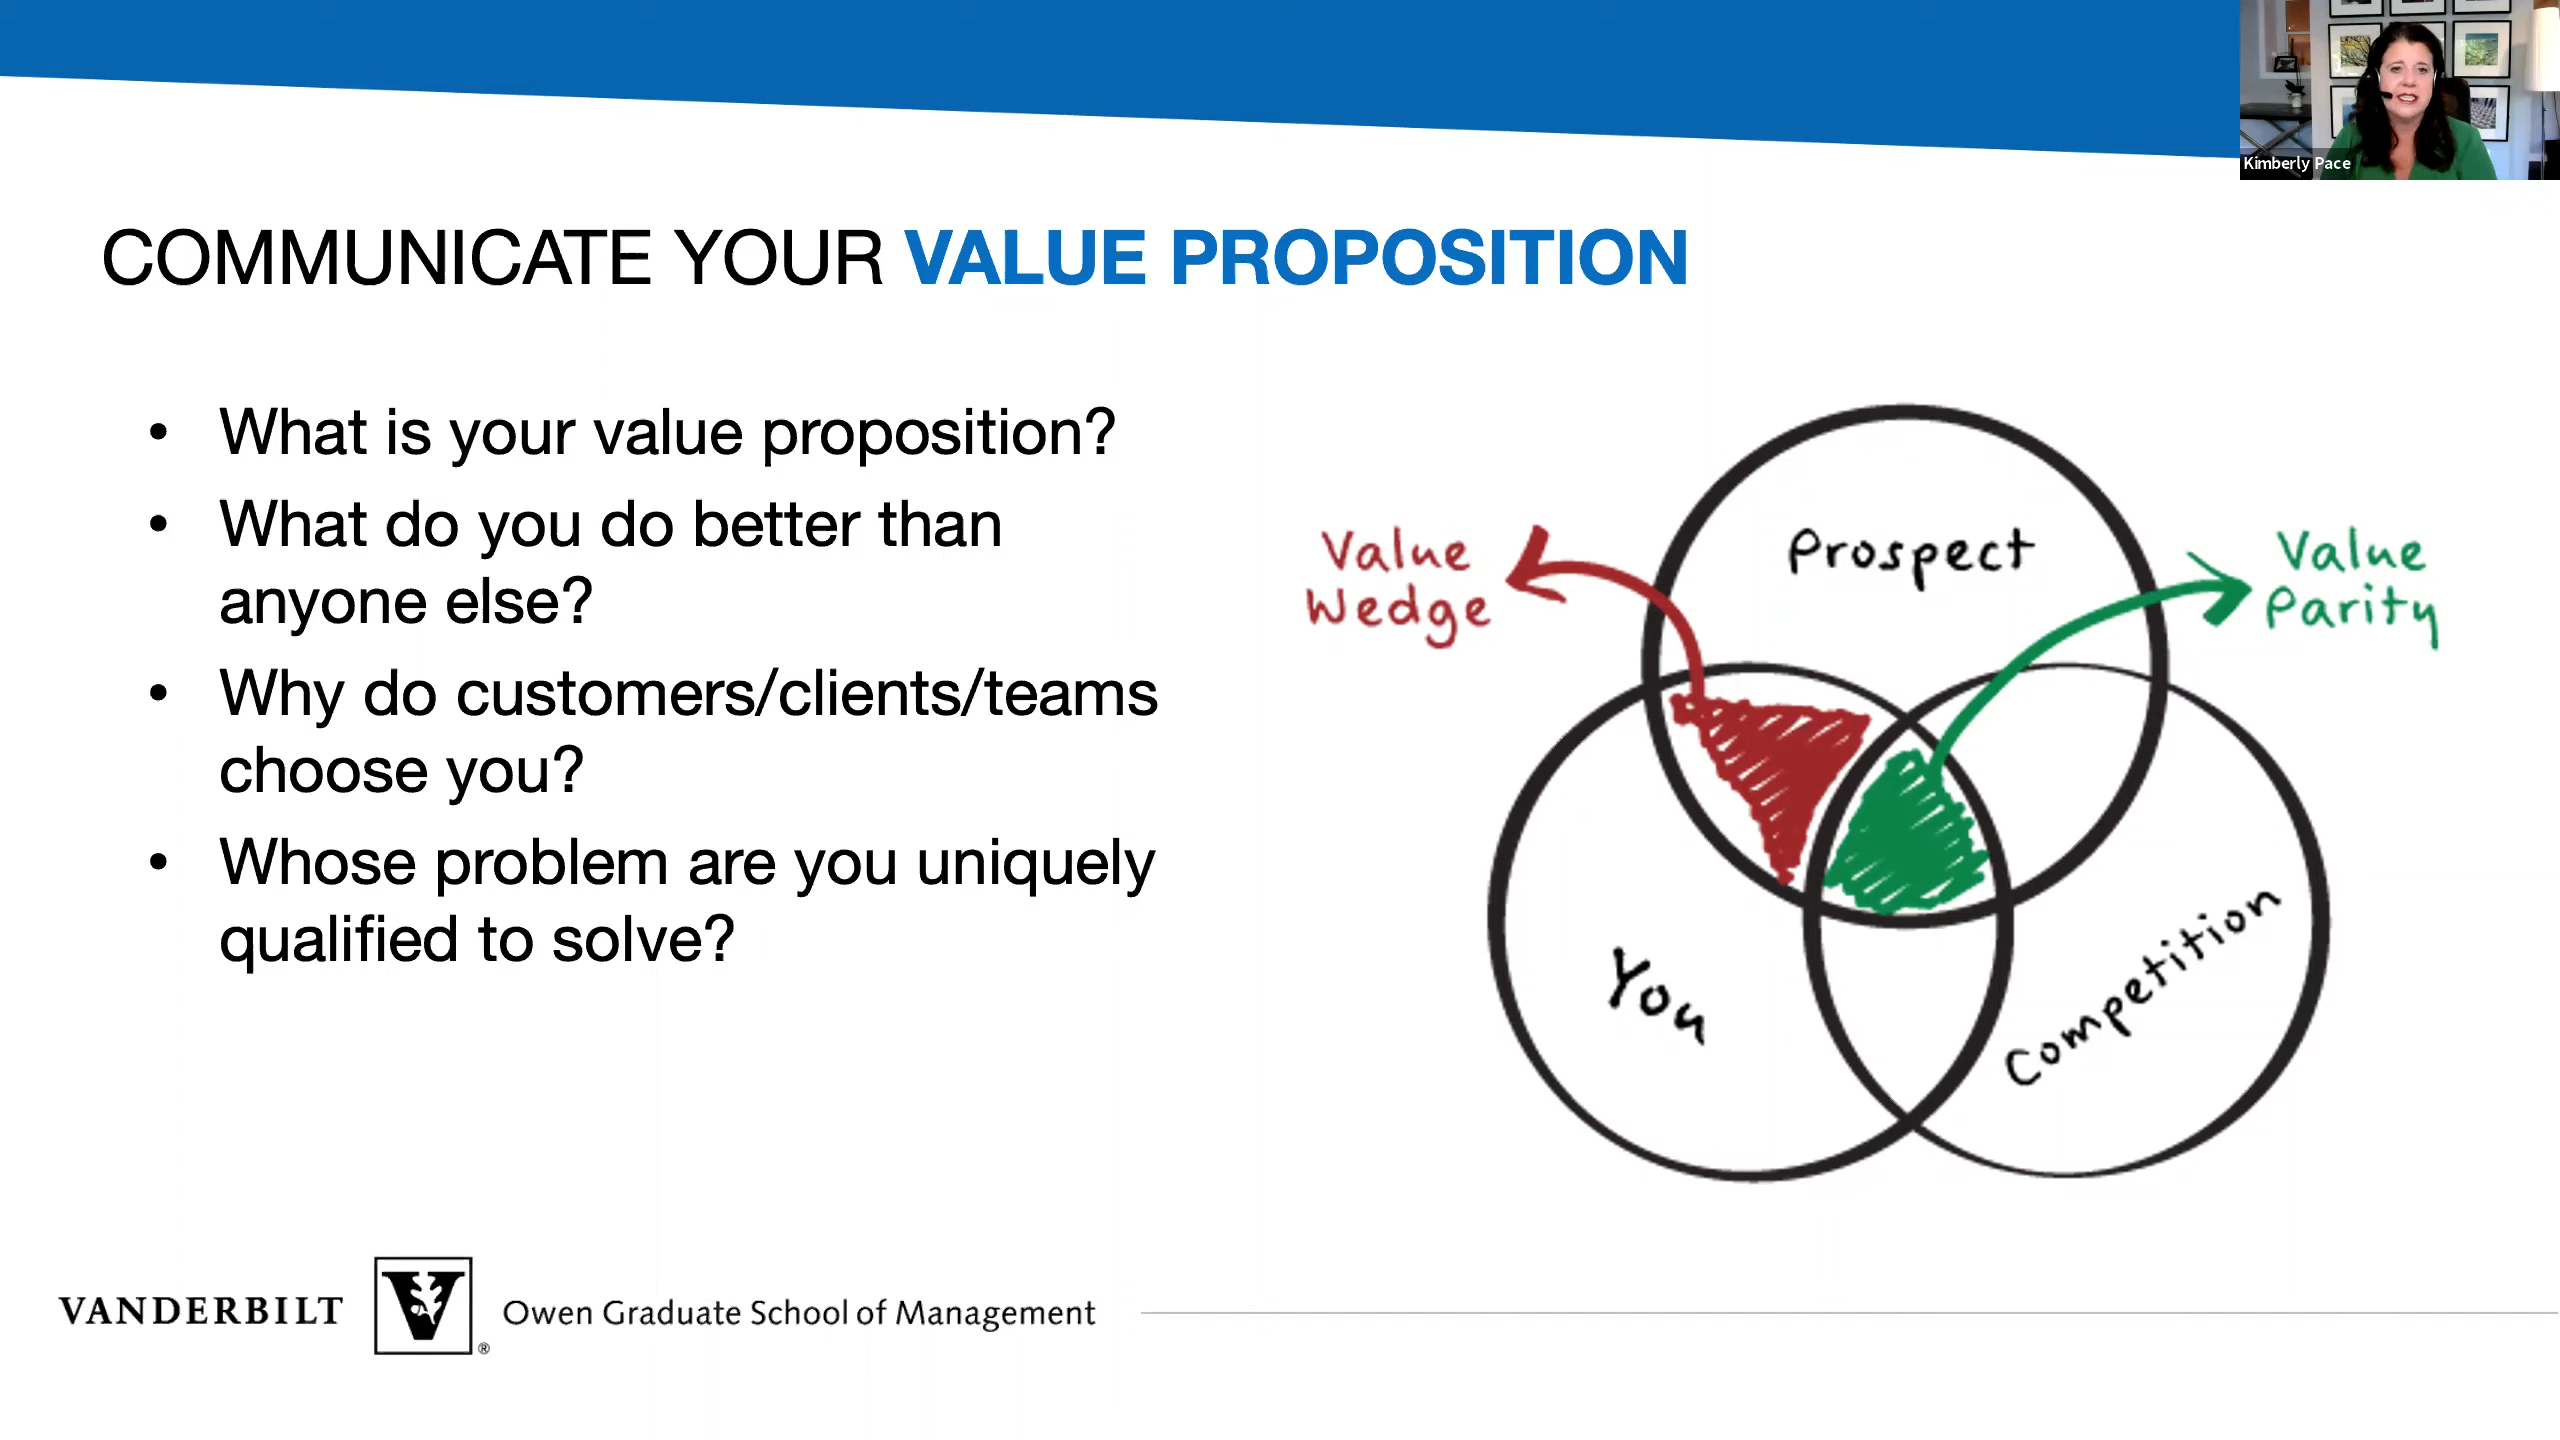 Kimberly Pace
COMMUNICATE YOUR VALUE PROPOSITION
• What is your value proposition?
• What do you do better than
anyone else?
• Why do customers/clients/teams
choose you?
• Whose problem are you uniquely
qualified to solve?
Value
Wedge
Prospect
Value
Parity
You
Competition
VANDERBILT V ® Owen Graduate School of Management